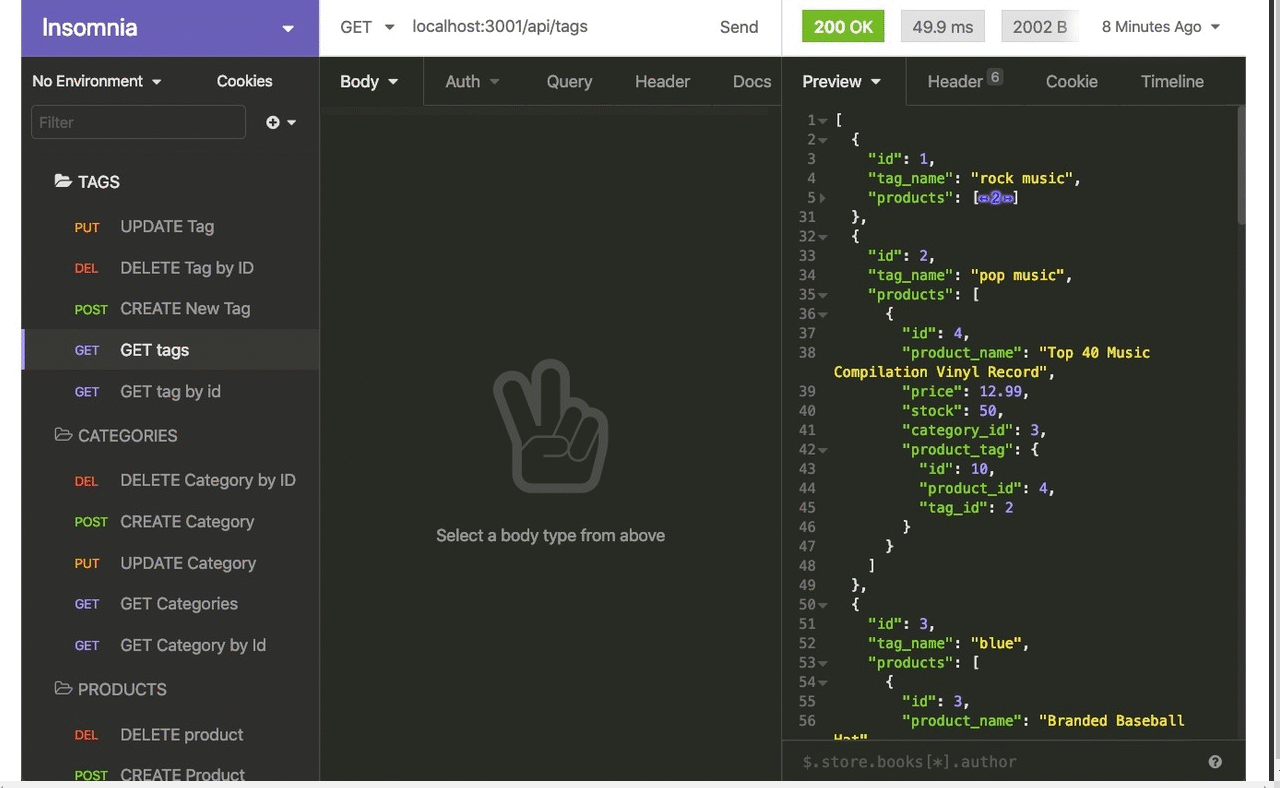 Insomnia
No Environment Cookies
Filter
TAGS
PUT UPDATE Tag
DEL DELETE Tag by ID
POST CREATE New Tag
GET GET tags
GET GET tag by id
CATEGORIES
DEL DELETE Category by ID
POST CREATE Category
PUT UPDATE Category
GET GET Categories
GET GET Category by Id
PRODUCTS
DEL DELETE product
POST CREATE Product
GET localhost:3001/api/tags Send
Body Auth Query Header Docs
Select a body type from above
200 OK 49.9 ms 2002 B 8 Minutes Ago
Preview Header 6 Cookie Timeline
1 [
2 {
3 "id": 1,
4 "tag_name": "rock music",
5 "products": [↔2↔]
31 },
32 {
33 "id": 2,
34 "tag_name": "pop music",
35 "products": [
36 {
37 "id": 4,
38 "product_name": "Top 40 Music
Compilation Vinyl Record",
39 "price": 12.99,
40 "stock": 50,
41 "category_id": 3,
42 "product_tag": {
43 "id": 10,
44 "product_id": 4,
45 "tag_id": 2
46 }
47 }
48 ]
49 },
50 {
51 "id": 3,
52 "tag_name": "blue",
53 "products": [
54 {
55 "id": 3,
56 "product_name": "Branded Baseball
Hat"
$.store.books[*].author